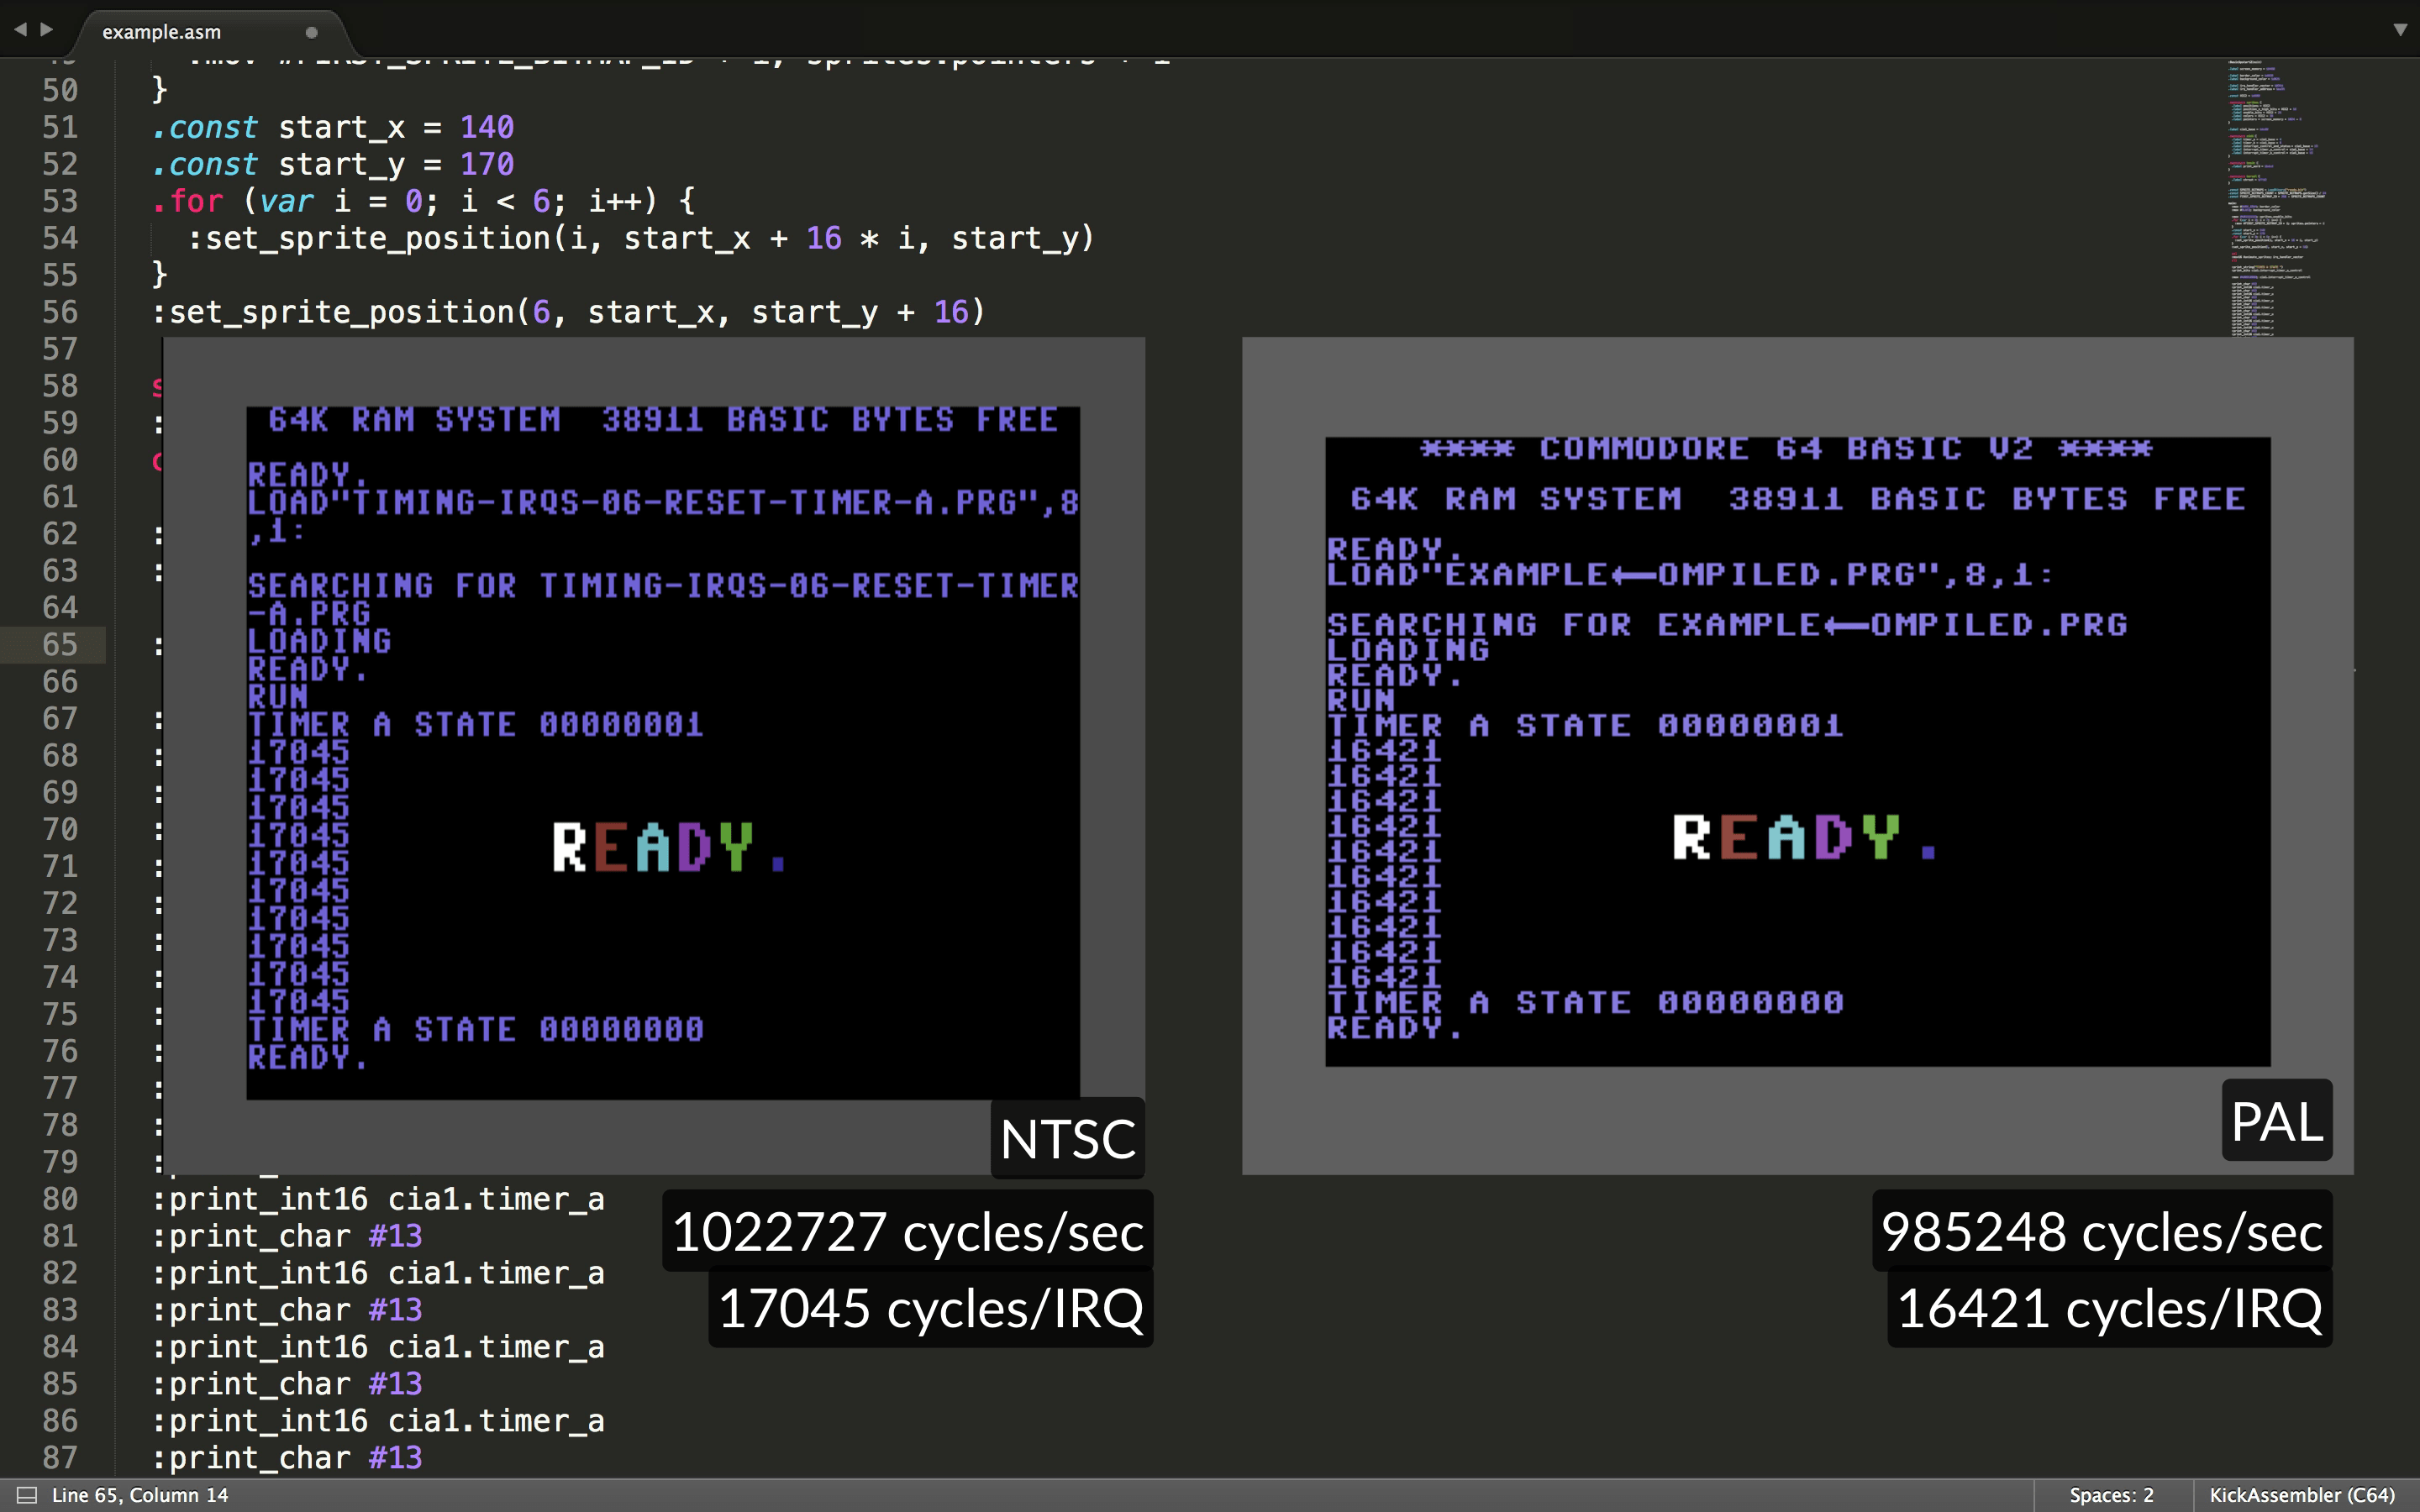 example.asm
50 }
51 .const start_x = 140
52 .const start_y = 170
53 .for (var i = 0; i < 6; i++) {
54 :set_sprite_position(i, start_x + 16 * i, start_y)
55 }
56 :set_sprite_position(6, start_x, start_y + 16)
57
58
59 :
60
61
62 :
63 :
64
65 :
66
67 :
68 :
69 :
70 :
71 :
72 :
73 :
74 :
75 :
76 :
77 :
78 :
79 :
64K RAM SYSTEM 38911 BASIC BYTES FREE
READY.
LOAD"TIMING-IRQS-06-RESET-TIMER-A.PRG",8
,1:
SEARCHING FOR TIMING-IRQS-06-RESET-TIMER
-A.PRG
LOADING
READY.
RUN
TIMER A STATE 00000001
17045
17045
17045
17045
17045
17045
17045
17045
17045
17045
TIMER A STATE 00000000
READY.
READY.
NTSC
1022727 cycles/sec
17045 cycles/IRQ
**** COMMODORE 64 BASIC V2 ****
64K RAM SYSTEM 38911 BASIC BYTES FREE
READY.
LOAD"EXAMPLE←OMPILED.PRG",8,1:
SEARCHING FOR EXAMPLE←OMPILED.PRG
LOADING
READY.
RUN
TIMER A STATE 00000001
16421
16421
16421
16421
16421
16421
16421
16421
16421
16421
TIMER A STATE 00000000
READY.
READY.
PAL
985248 cycles/sec
16421 cycles/IRQ
80 :print_int16 cia1.timer_a
81 :print_char #13
82 :print_int16 cia1.timer_a
83 :print_char #13
84 :print_int16 cia1.timer_a
85 :print_char #13
86 :print_int16 cia1.timer_a
87 :print_char #13
Line 65, Column 14
Spaces: 2
KickAssembler (C64)